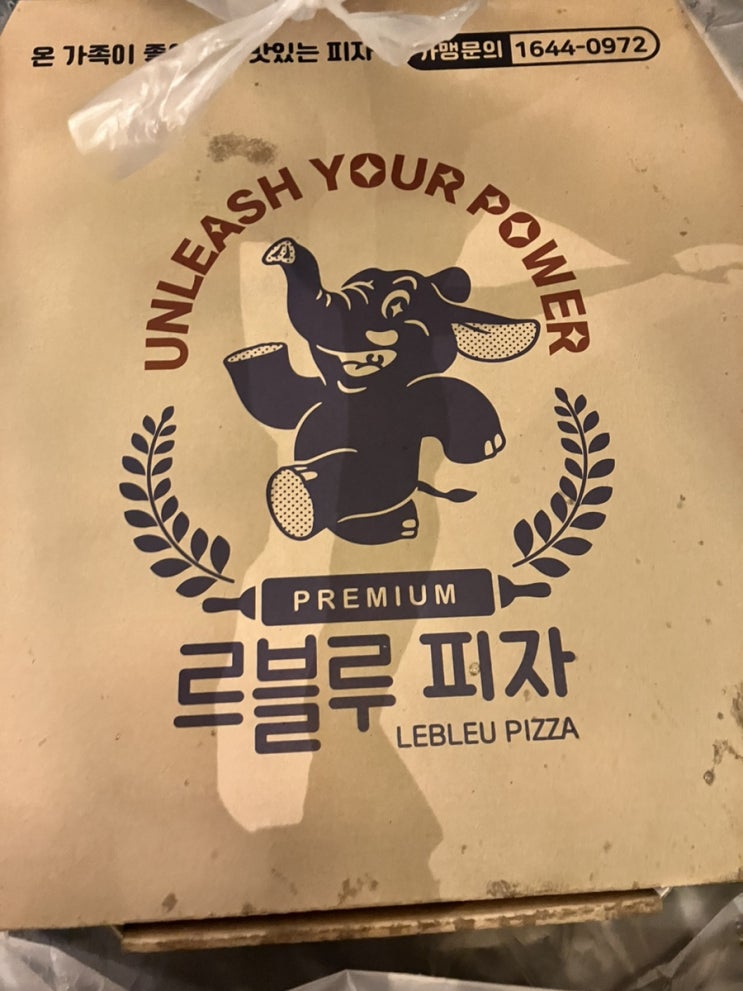 온 가족이 맛있는 피자
가맹문의 1644-0972
UNLEASH YOUR POWER
PREMIUM
르블루 피자
LEBLEU PIZZA